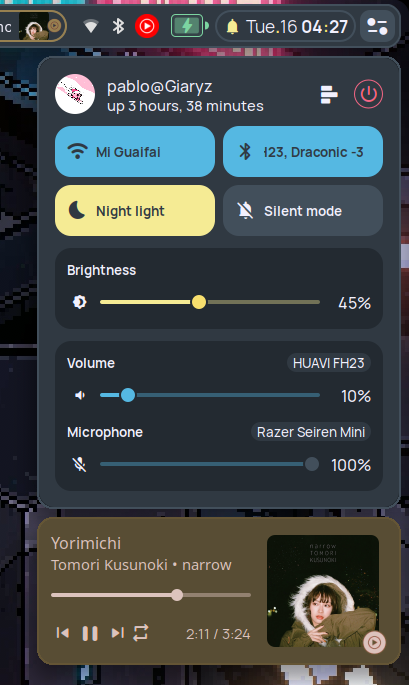 Tue.16 04:27
pablo@Giaryz
up 3 hours, 38 minutes
Mi Guaifai
H23, Draconic -3
Night light
Silent mode
Brightness
45%
Volume
HUAVI FH23
10%
Microphone
Razer Seiren Mini
100%
Yorimichi
Tomori Kusunoki • narrow
2:11 / 3:24
narrow
TOMORI
KUSUNOKI